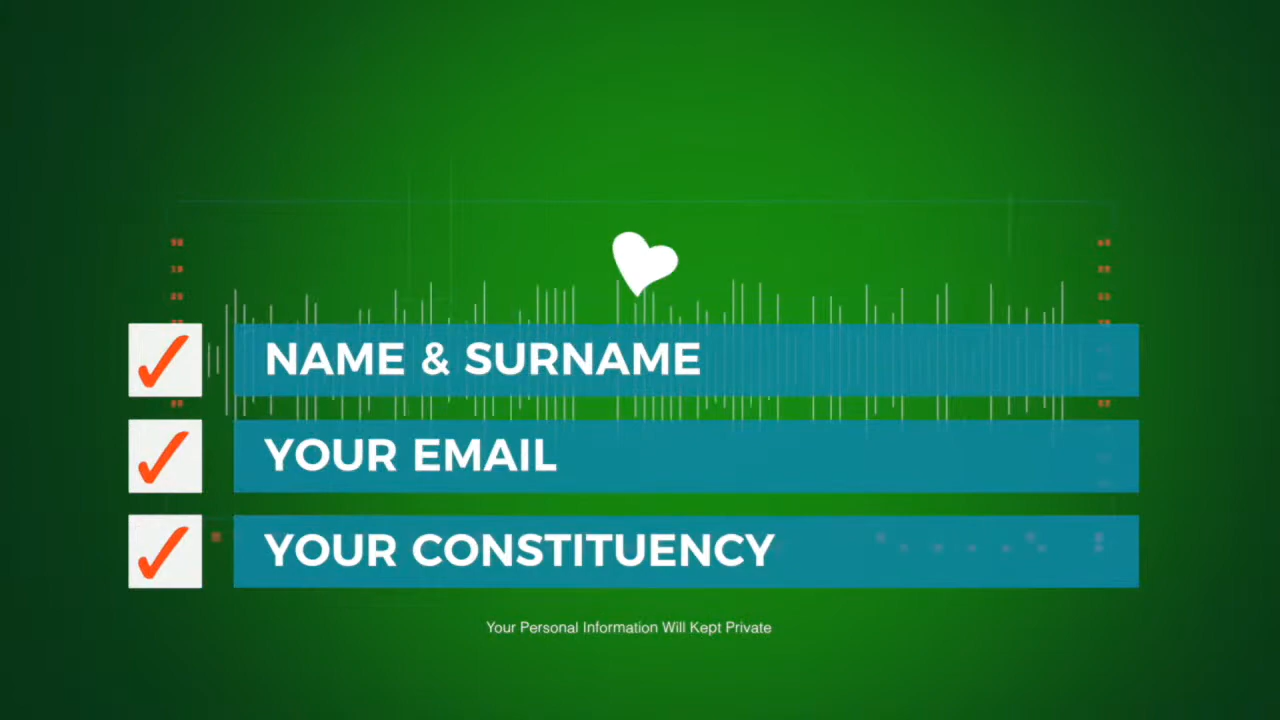 NAME & SURNAME
YOUR EMAIL
YOUR CONSTITUENCY
Your Personal Information Will Kept Private